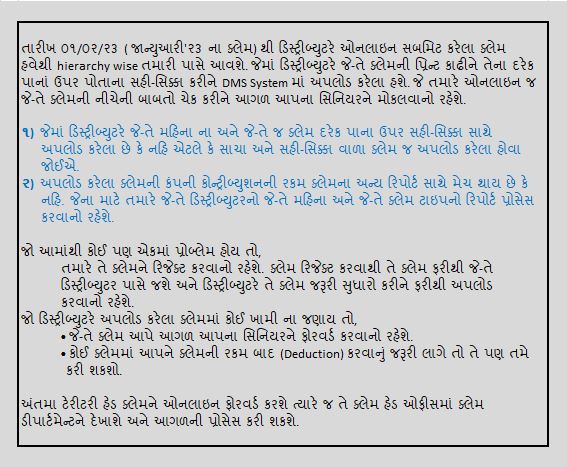 તારીખ ૦૧/૦૨/૨૩ ( જાન્યુઆરી'૨૩ ના ક્લેમ) થી ડિસ્ટ્રીબ્યુટરે ઓનલાઇન સબમિટ કરેલા ક્લેમ
હવેથી hierarchy wise તમારી પાસે આવશે. જેમાં ડિસ્ટ્રીબ્યુટરે જે-તે ક્લેમની પ્રિન્ટ કાઢીને તેના દરેક
પાનાં ઉપર પોતાના સહી-સિક્કા કરીને DMS System માં અપલોડ કરેલા હશે. જે તમારે ઓનલાઇન જ
જે-તે ક્લેમની નીચેની બાબતો ચેક કરીને આગળ આપના સિનિયરને મોકલવાનો રહેશે.
૧) જેમાં ડિસ્ટ્રીબ્યુટરે જે-તે મહિના ના અને જે-તે જ ક્લેમ દરેક પાના ઉપર સહી-સિક્કા સાથે
અપલોડ કરેલા છે કે નહિ એટલે કે સાચા અને સહી-સિક્કા વાળા ક્લેમ જ અપલોડ કરેલા હોવા
જોઈએ.
૨) અપલોડ કરેલા ક્લેમની કંપની કોન્ટ્રીબ્યુશનની રકમ ક્લેમના અન્ય રિપોર્ટ સાથે મેચ થાય છે કે
નહિ. જેના માટે તમારે જે-તે ડિસ્ટ્રીબ્યુટરનો જે-તે મહિના અને જે-તે ક્લેમ ટાઇપનો રિપોર્ટ પ્રોસેસ
કરવાનો રહેશે.
જો આમાંથી કોઈ પણ એકમાં પ્રોબ્લેમ હોય તો,
તમારે તે ક્લેમને રિજેક્ટ કરવાનો રહેશે. ક્લેમ રિજેક્ટ કરવાથી તે ક્લેમ ફરીથી જે-તે
ડિસ્ટ્રીબ્યુટર પાસે જશે અને ડિસ્ટ્રીબ્યુટરે તે ક્લેમ જરૂરી સુધારો કરીને ફરીથી અપલોડ
કરવાનો રહેશે.
જો ડિસ્ટ્રીબ્યુટરે અપલોડ કરેલા ક્લેમમાં કોઈ ખામી ના જણાય તો,
• જે-તે ક્લેમ આપે આગળ આપના સિનિયરને ફોરવર્ડ કરવાનો રહેશે.
• કોઈ ક્લેમમાં આપને ક્લેમની રકમ બાદ (Deduction) કરવાનું જરૂરી લાગે તો તે પણ તમે
કરી શકશો.
અંતમા ટેરીટરી હેડ ક્લેમને ઓનલાઇન ફોરવર્ડ કરશે ત્યારે જ તે ક્લેમ હેડ ઓફીસમાં ક્લેમ
ડીપાર્ટમેન્ટને દેખાશે અને આગળની પ્રોસેસ કરી શકશે.